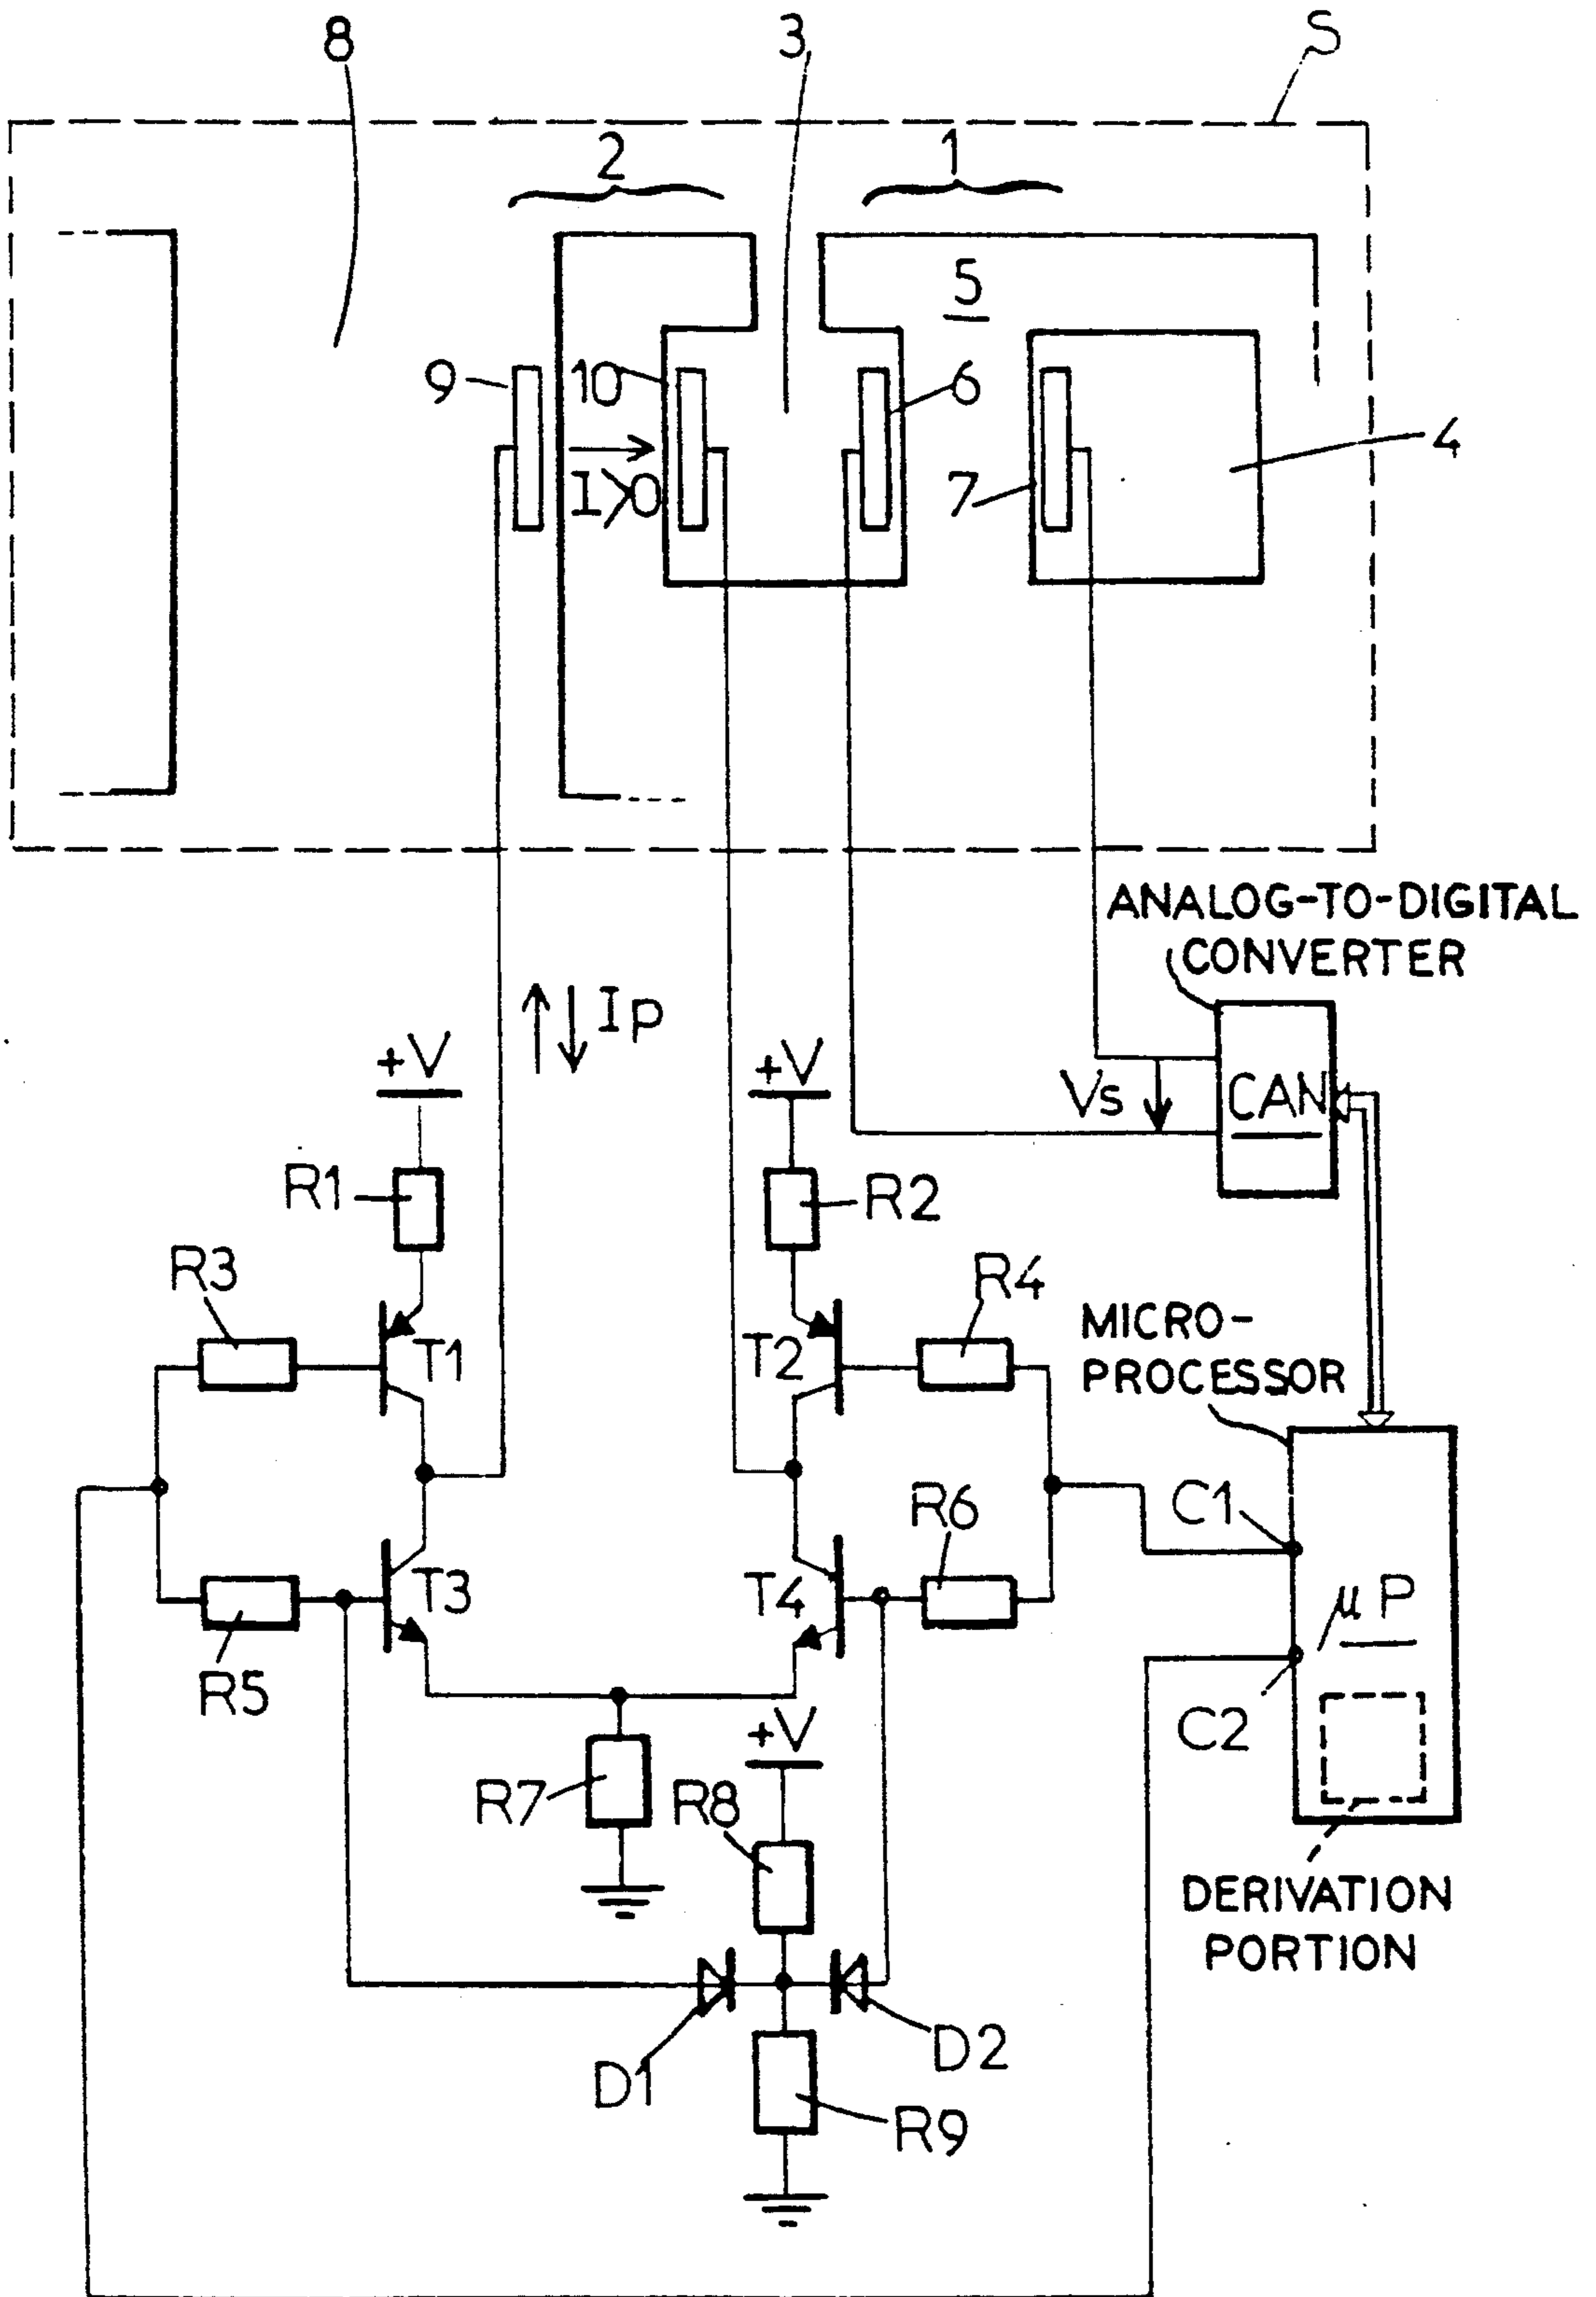 8
3
S
2
1
5
9
10
6
I>0
7
4
ANALOG-TO-DIGITAL
CONVERTER
Ip
+V
+V
Vs
CAN
R1
R2
R3
R4
MICRO-
PROCESSOR
T1
T2
C1
R6
T3
T4
µP
R5
C2
+V
R7
R8
DERIVATION
PORTION
D1
D2
R9